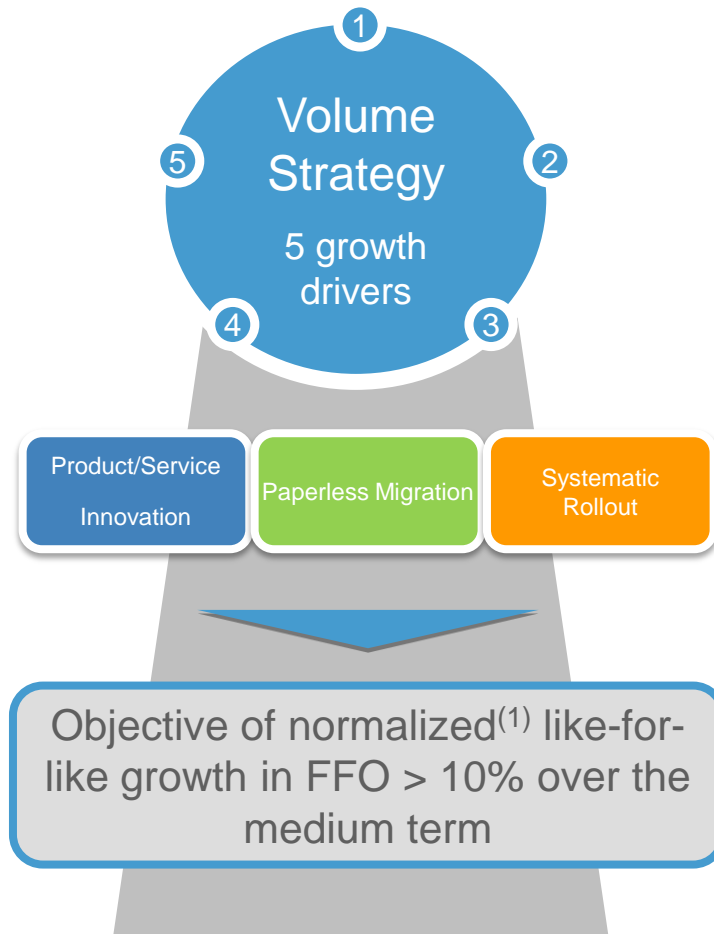 1
Volume
Strategy
5
2
5 growth
drivers
4
3
Product/Service
Innovation
Paperless Migration
Systematic
Rollout
Objective of normalized(1) like-for-
like growth in FFO > 10% over the
medium term